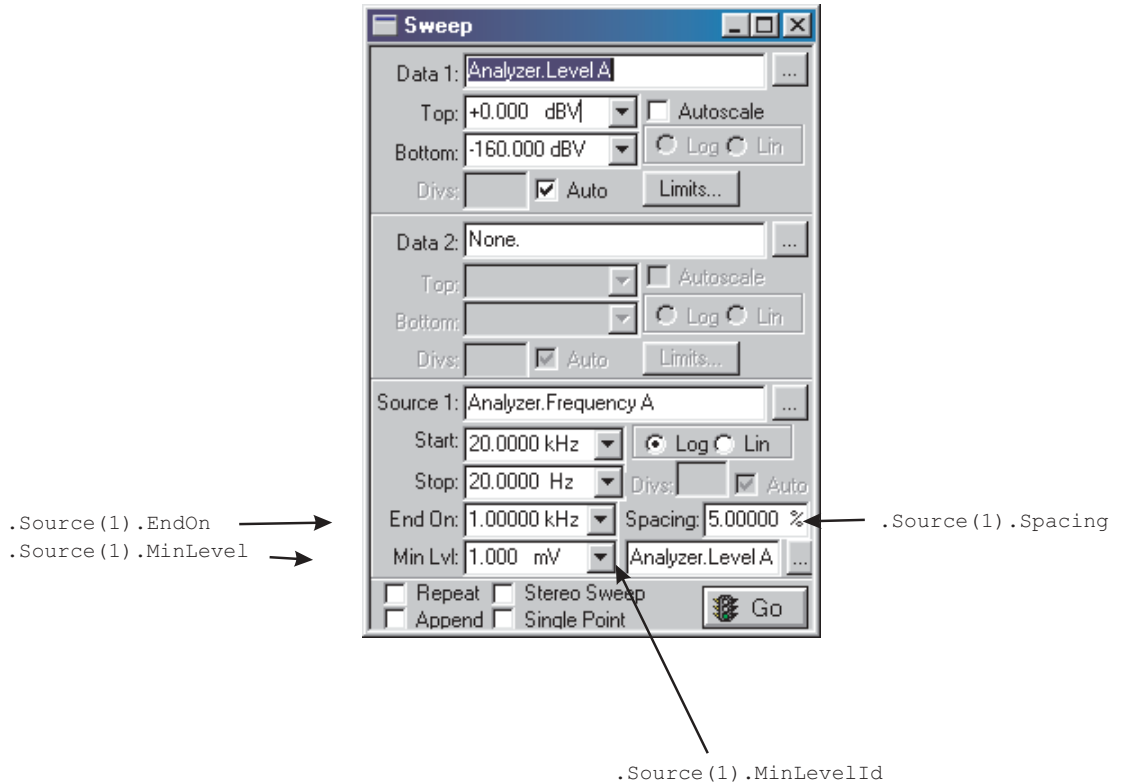 Sweep
Data 1: Analyzer.Level A ...
Top: +0.000 dBV Autoscale
Bottom: -160.000 dBV Log Lin
Divs: Auto Limits...
Data 2: None. ...
Top: Autoscale
Bottom: Log Lin
Divs: Auto Limits...
Source 1: Analyzer.Frequency A ...
Start: 20.0000 kHz Log Lin
Stop: 20.0000 Hz Divs: Auto
.Source(1).EndOn End On: 1.00000 kHz Spacing: 5.00000 % .Source(1).Spacing
.Source(1).MinLevel Min Lvl: 1.000 mV Analyzer.Level A ...
Repeat Stereo Sweep Go
Append Single Point
.Source(1).MinLevelId